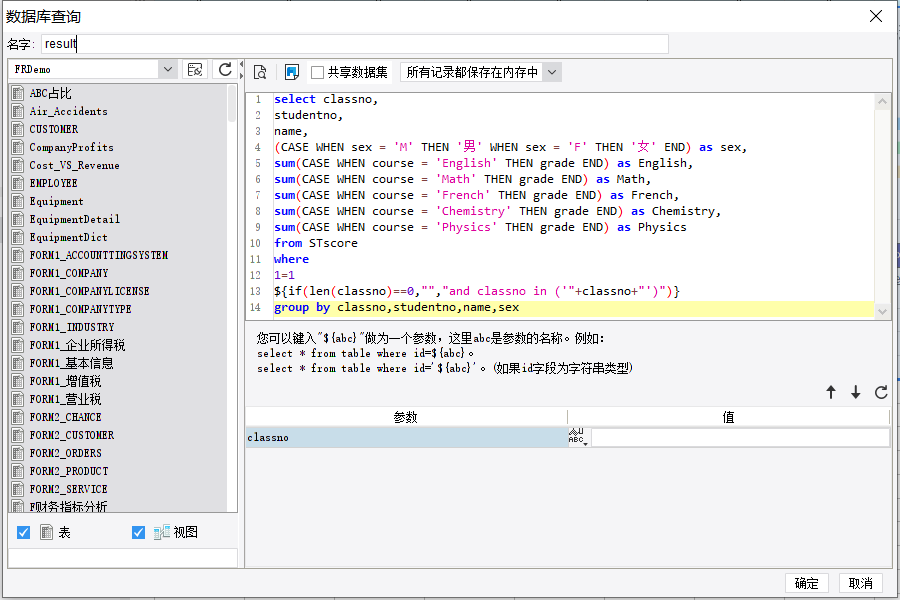 数据库查询
名字: result
FRDemo
共享数据集
所有记录都保存在内存中
ABC占比
Air_Accidents
CUSTOMER
CompanyProfits
Cost_VS_Revenue
EMPLOYEE
Equipment
EquipmentDetail
EquipmentDict
FORM1_ACCOUNTTINGSYSTEM
FORM1_COMPANY
FORM1_COMPANYLICENSE
FORM1_COMPANYTYPE
FORM1_INDUSTRY
FORM1_企业所得税
FORM1_基本信息
FORM1_增值税
FORM1_营业税
FORM2_CHANCE
FORM2_CUSTOMER
FORM2_ORDERS
FORM2_PRODUCT
FORM2_SERVICE
F财务指标分析
表
视图
1 select classno,
2 studentno,
3 name,
4 (CASE WHEN sex = 'M' THEN '男' WHEN sex = 'F' THEN '女' END) as sex,
5 sum(CASE WHEN course = 'English' THEN grade END) as English,
6 sum(CASE WHEN course = 'Math' THEN grade END) as Math,
7 sum(CASE WHEN course = 'French' THEN grade END) as French,
8 sum(CASE WHEN course = 'Chemistry' THEN grade END) as Chemistry,
9 sum(CASE WHEN course = 'Physics' THEN grade END) as Physics
10 from STscore
11 where
12 1=1
13 ${if(len(classno)==0,"","and classno in ('"+classno+"')")}
14 group by classno,studentno,name,sex
您可以键入"${abc}"做为一个参数，这里abc是参数的名称。例如：
select * from table where id=${abc}。
select * from table where id='${abc}'。(如果id字段为字符串类型)
参数 值
classno ABC
确定 取消